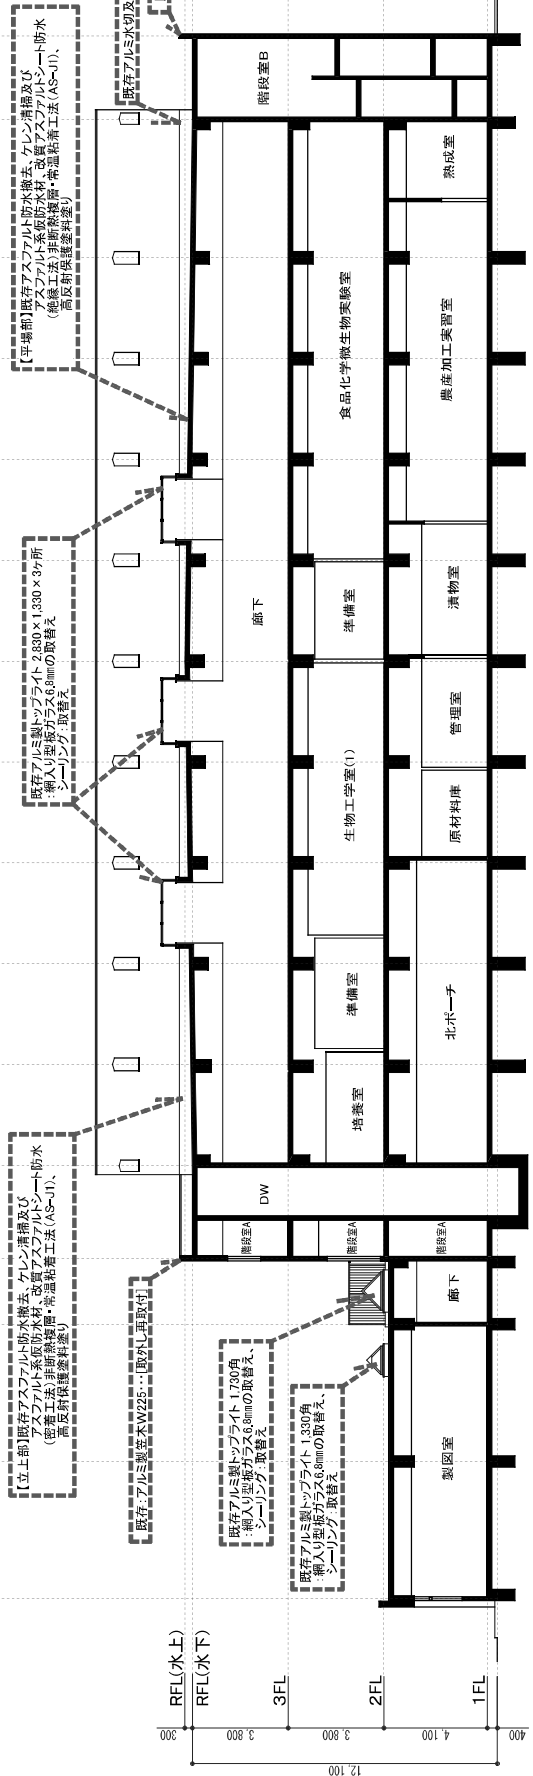 【立上部】既存アスファルト防水撤去、ケレン清掃及び
アスファルト系仮防水材、改質アスファルトシート防水
(密着工法)非断熱複層・常温粘着工法(AS-J1)、
高反射保護塗料塗り
既存アルミ製トップライト 2,830×1,330×3ヶ所
:網入り型板ガラス6.8mmの取替え
シーリング:取替え
【平場部】既存アスファルト防水撤去、ケレン清掃及び
アスファルト系仮防水材、改質アスファルトシート防水
(絶縁工法)非断熱複層・常温粘着工法(AS-J1)、
高反射保護塗料塗り
既存アルミ水切及
既存:アルミ製笠木W225・・・[取外し再取付]
既存アルミ製トップライト 1,730角
:網入り型板ガラス6.8mmの取替え、
シーリング:取替え
既存アルミ製トップライト 1,330角
:網入り型板ガラス6.8mmの取替え、
シーリング:取替え
RFL(水上)
RFL(水下)
3FL
2FL
1FL
300
3,800
3,800
4,100
400
12,100
階段室A
DW
廊下
階段室B
階段室A
培養室
準備室
生物工学室(1)
準備室
食品化学微生物実験室
製図室
廊下
階段室A
北ポーチ
原材料庫
管理室
漬物室
農産加工実習室
熟成室